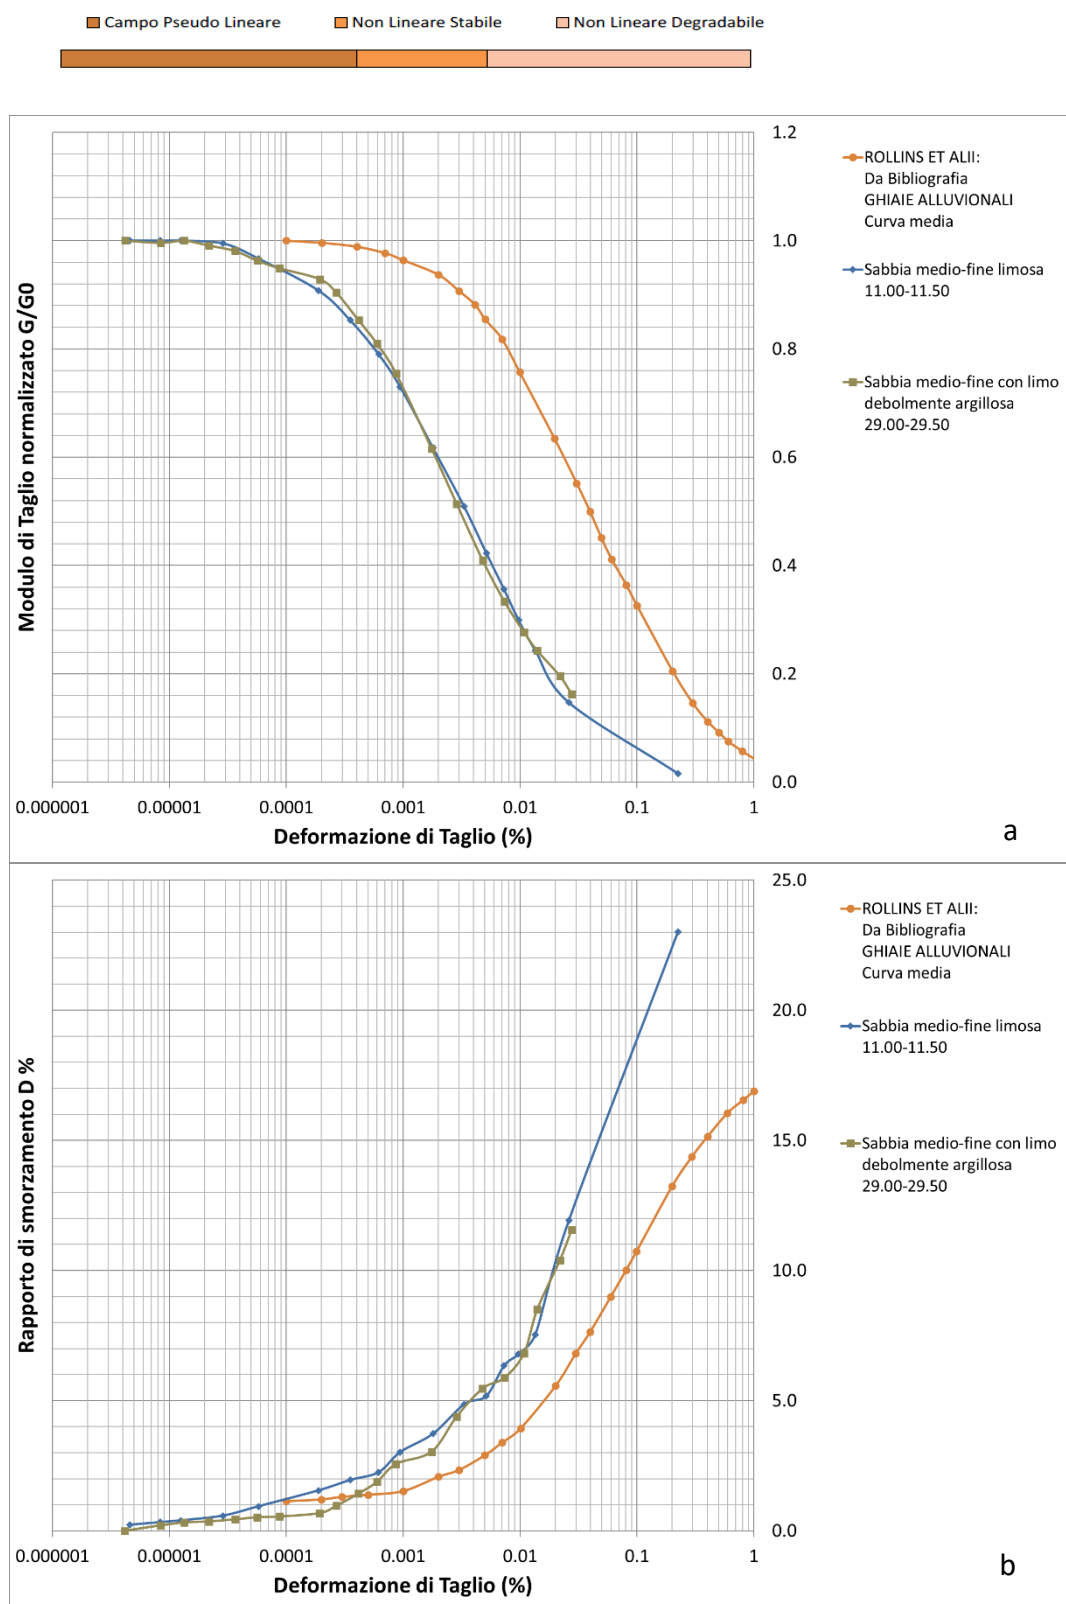 Campo Pseudo Lineare
Non Lineare Stabile
Non Lineare Degradabile
Modulo di Taglio normalizzato G/G0
1.2
1.0
0.8
0.6
0.4
0.2
0.0
0.000001
0.00001
0.0001
0.001
0.01
0.1
1
Deformazione di Taglio (%)
ROLLINS ET ALII:
Da Bibliografia
GHIAIE ALLUVIONALI
Curva media
Sabbia medio-fine limosa
11.00-11.50
Sabbia medio-fine con limo
debolmente argillosa
29.00-29.50
a
Rapporto di smorzamento D %
25.0
20.0
15.0
10.0
5.0
0.0
0.000001
0.00001
0.0001
0.001
0.01
0.1
1
Deformazione di Taglio (%)
ROLLINS ET ALII:
Da Bibliografia
GHIAIE ALLUVIONALI
Curva media
Sabbia medio-fine limosa
11.00-11.50
Sabbia medio-fine con limo
debolmente argillosa
29.00-29.50
b